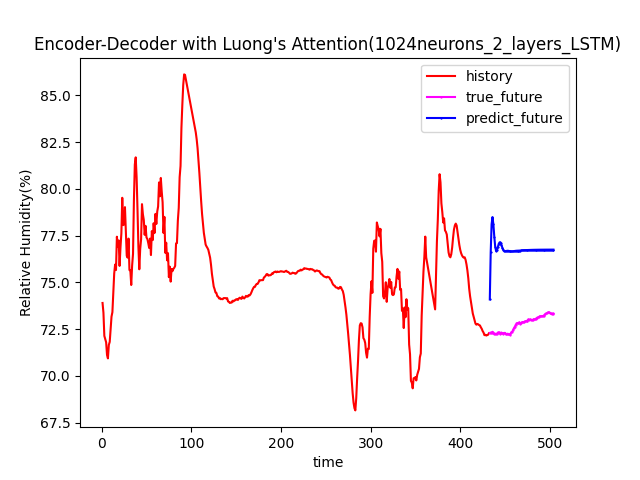 Encoder-Decoder with Luong's Attention(1024neurons_2_layers_LSTM)
history
true_future
predict_future
Relative Humidity(%)
85.0
82.5
80.0
77.5
75.0
72.5
70.0
67.5
0 100 200 300 400 500
time